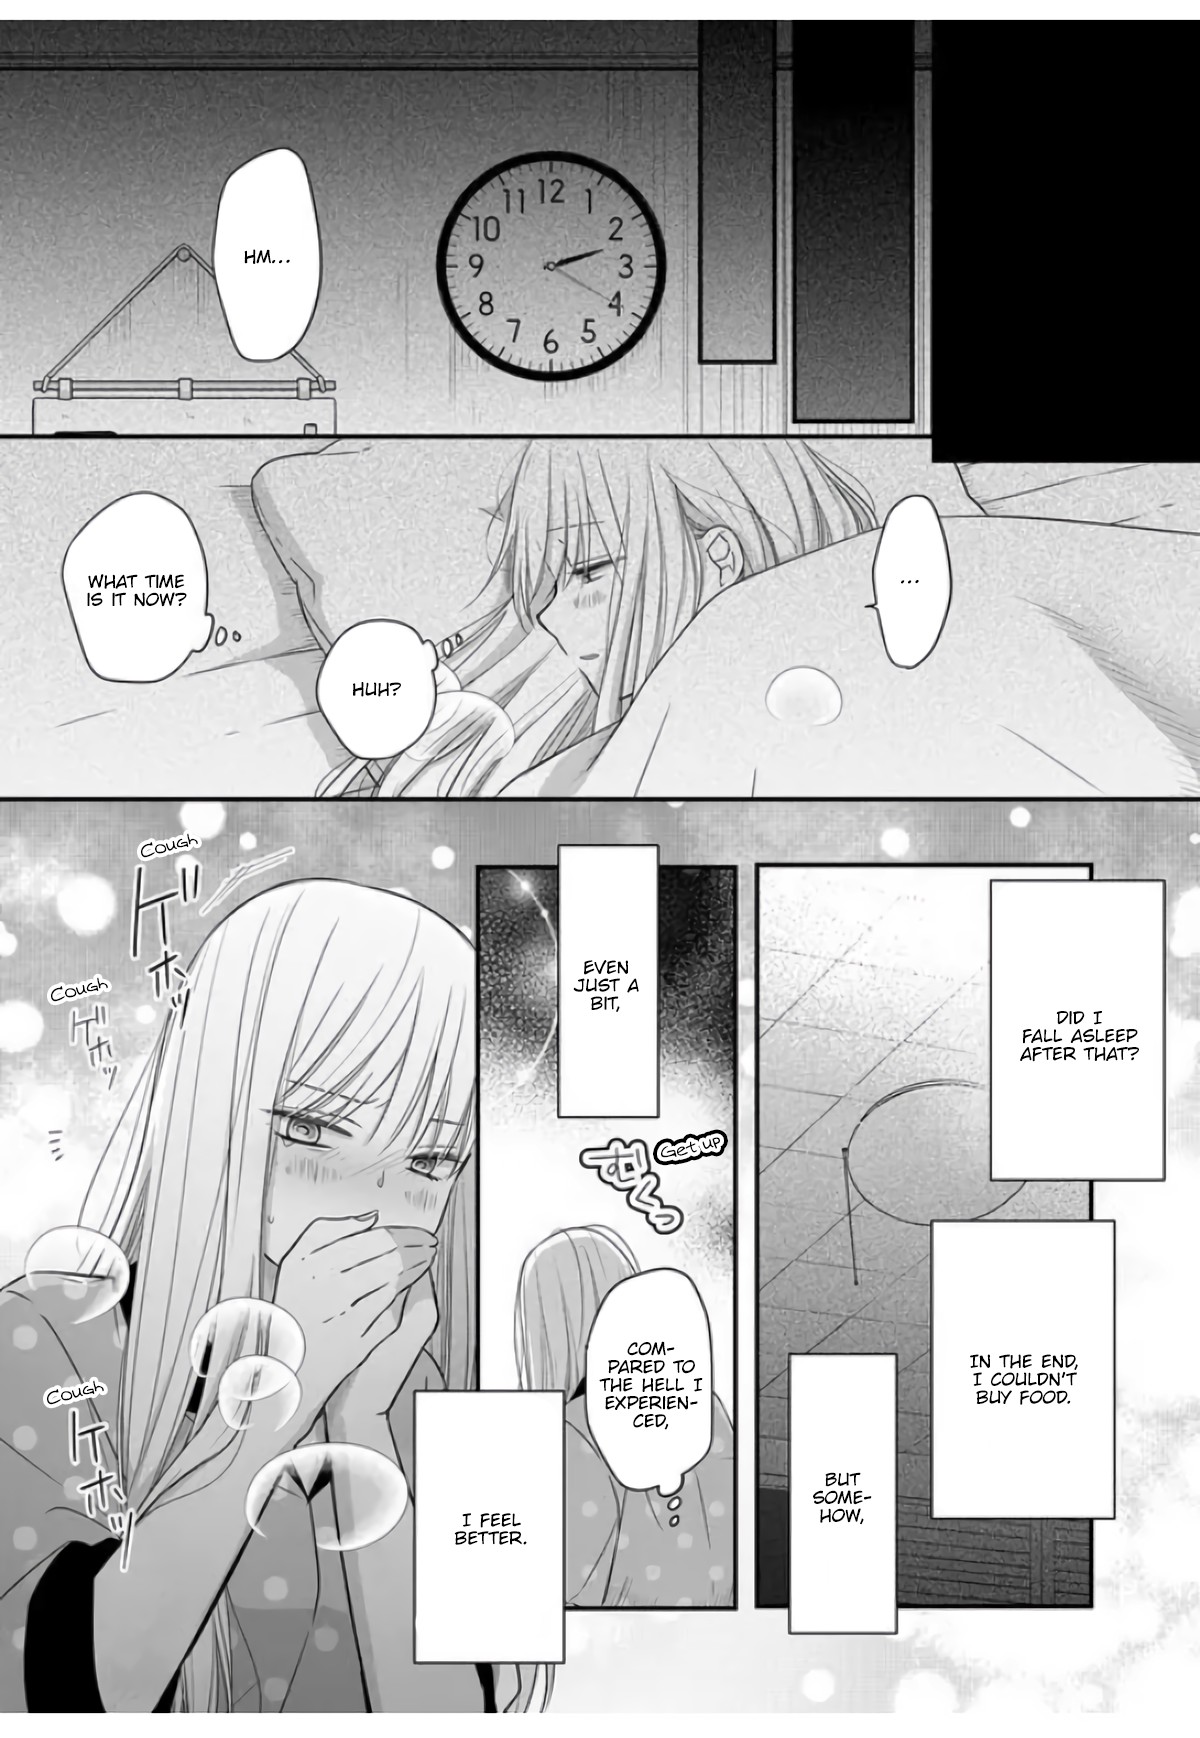 12
1
2
3
4
5
6
7
8
9
10
11
HM...
...
HUH?
WHAT TIME
IS IT NOW?
DID I
FALL ASLEEP
AFTER THAT?
IN THE END,
I COULDN'T
BUY FOOD.
BUT
SOME-
HOW,
EVEN
JUST A
BIT,
Get up
むくっ
COM-
PARED TO
THE HELL I
EXPERIEN-
CED,
I FEEL
BETTER.
Cough
ゲホッ
Cough
ゲホッ
Cough
ケホッ